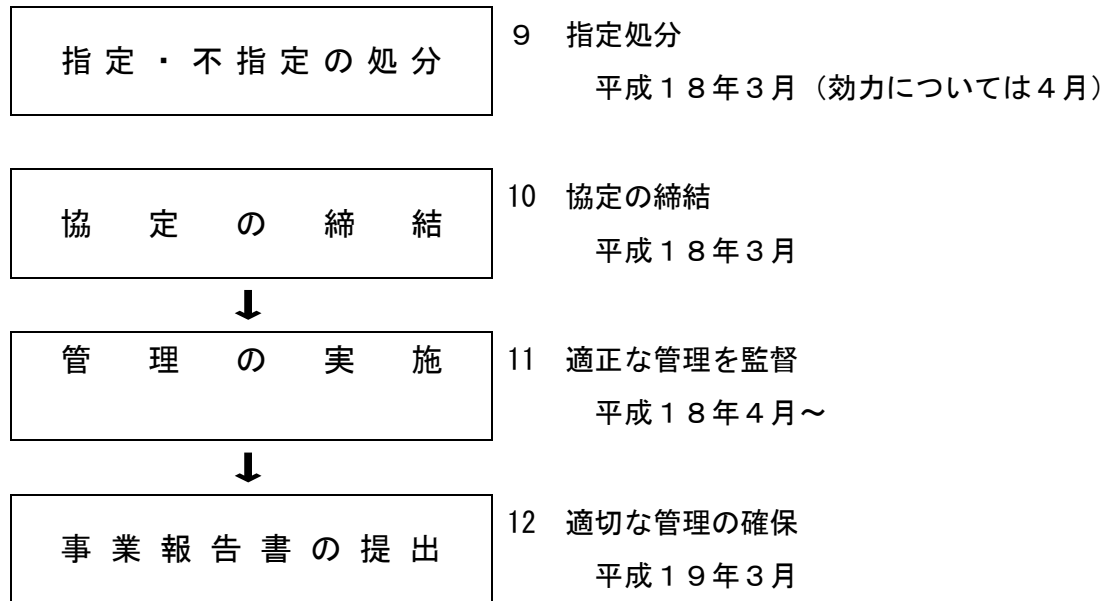 指定・不指定の処分
9 指定処分
平成１８年３月（効力については４月）
協定の締結
10 協定の締結
平成１８年３月
↓
管理の実施
11 適正な管理を監督
平成１８年４月～
↓
事業報告書の提出
12 適切な管理の確保
平成１９年３月